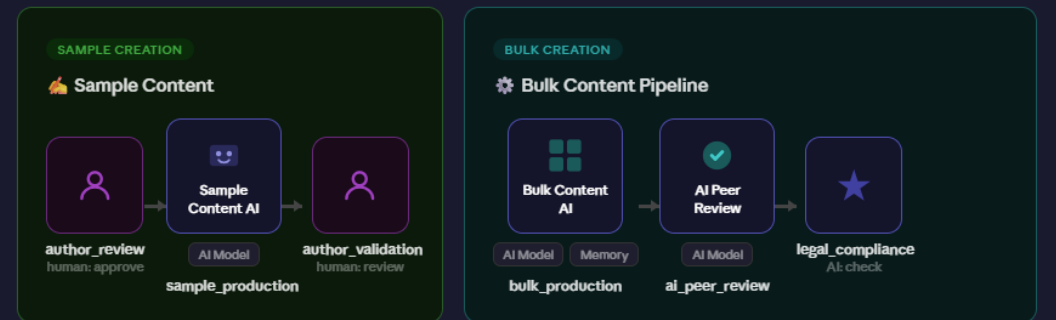 SAMPLE CREATION
✍️ Sample Content
Sample
Content AI
author_review
human: approve
AI Model
sample_production
author_validation
human: review
BULK CREATION
⚙️ Bulk Content Pipeline
Bulk Content
AI
AI Model
Memory
bulk_production
AI Peer
Review
AI Model
ai_peer_review
legal_compliance
AI: check